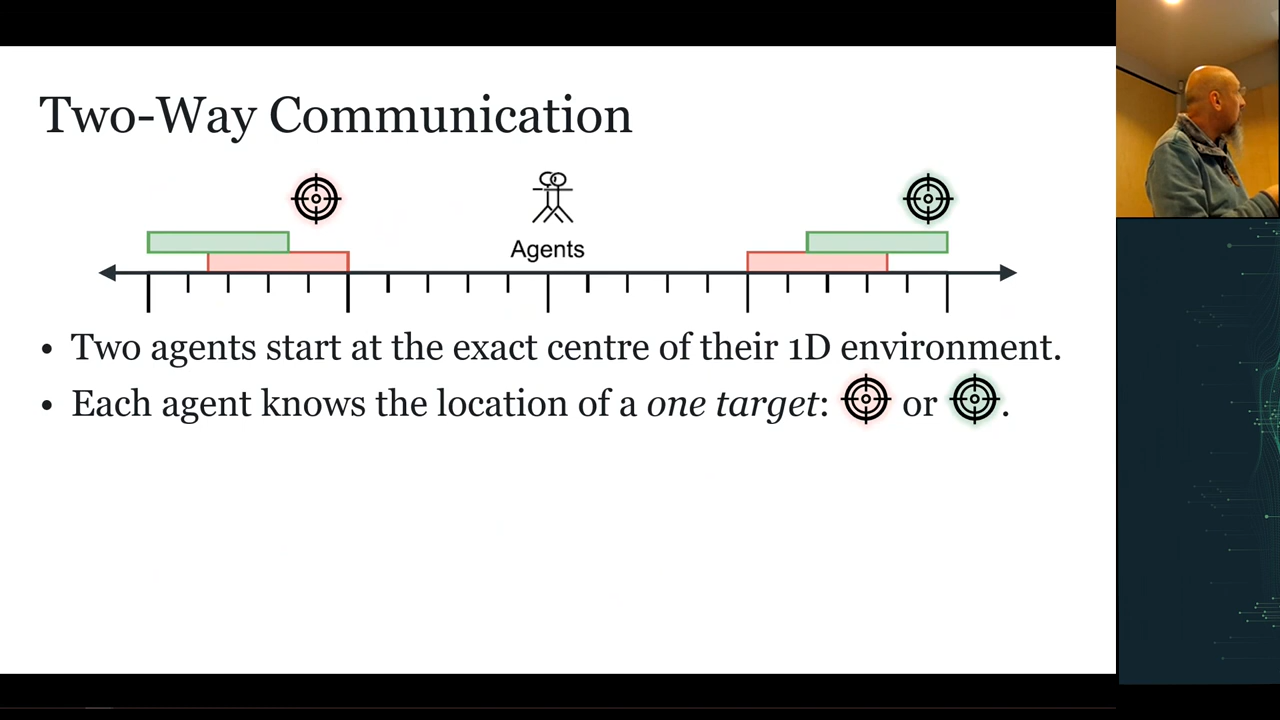 Two-Way Communication
Agents
• Two agents start at the exact centre of their 1D environment.
• Each agent knows the location of a one target: or .